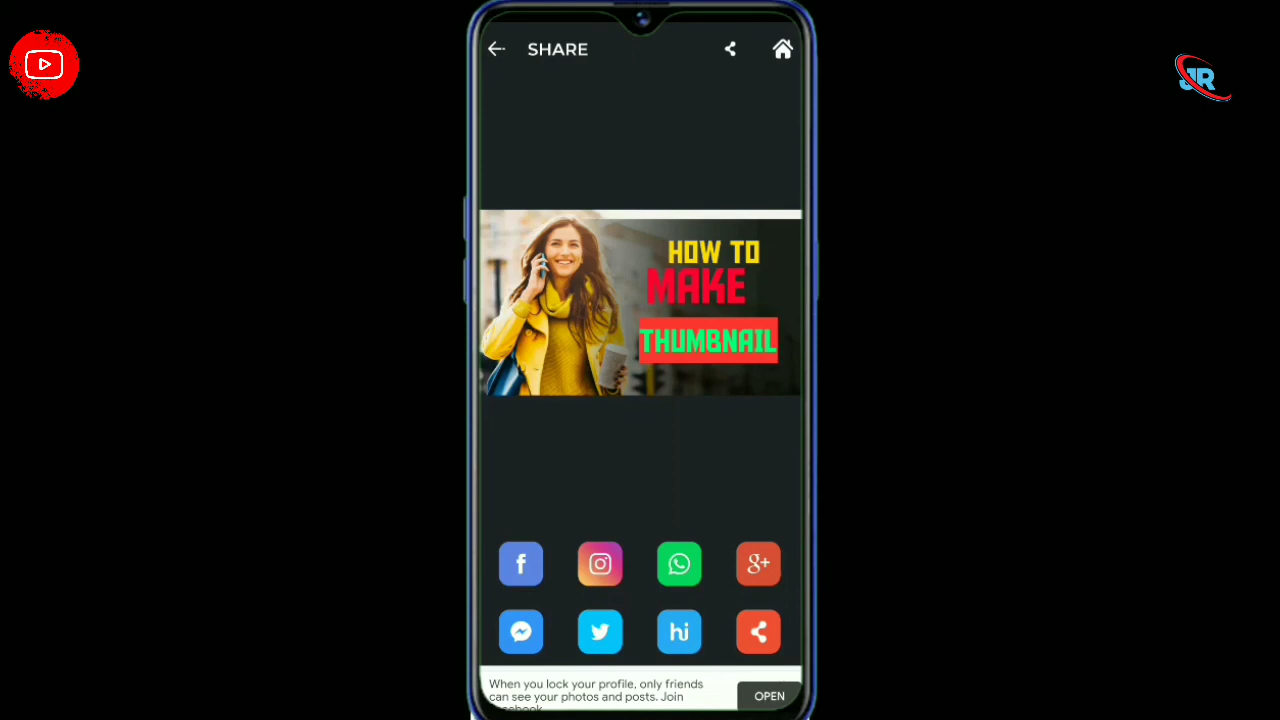 SHARE
JR
HOW TO
MAKE
THUMBNAIL
f
g+
hi
When you lock your profile, only friends
can see your photos and posts. Join
OPEN